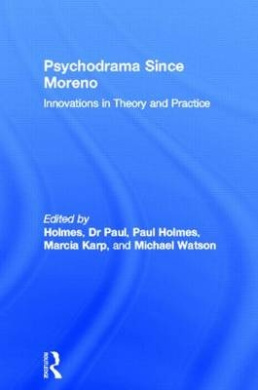 Psychodrama Since
Moreno
Innovations in Theory and Practice
Edited by
Holmes, Dr Paul, Paul Holmes,
Marcia Karp, and Michael Watson
ROUTLEDGE